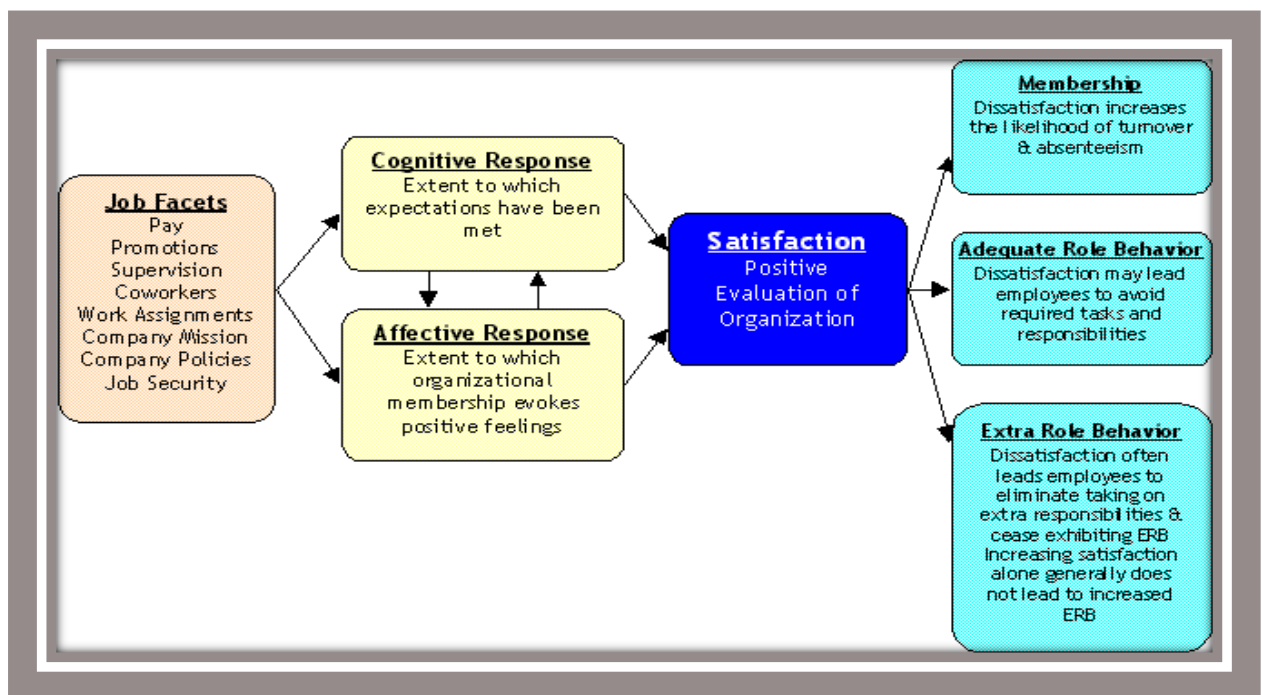 Job Facets
Pay
Promotions
Supervision
Coworkers
Work Assignments
Company Mission
Company Policies
Job Security
Cognitive Response
Extent to which
expectations have been
met
Affective Response
Extent to which
organizational
membership evokes
positive feelings
Satisfaction
Positive
Evaluation of
Organization
Membership
Dissatisfaction increases
the likelihood of turnover
& absenteeism
Adequate Role Behavior
Dissatisfaction may lead
employees to avoid
required tasks and
responsibilities
Extra Role Behavior
Dissatisfaction often
leads employees to
eliminate taking on
extra responsibilities &
cease exhibiting ERB
Increasing satisfaction
alone generally does
not lead to increased
ERB